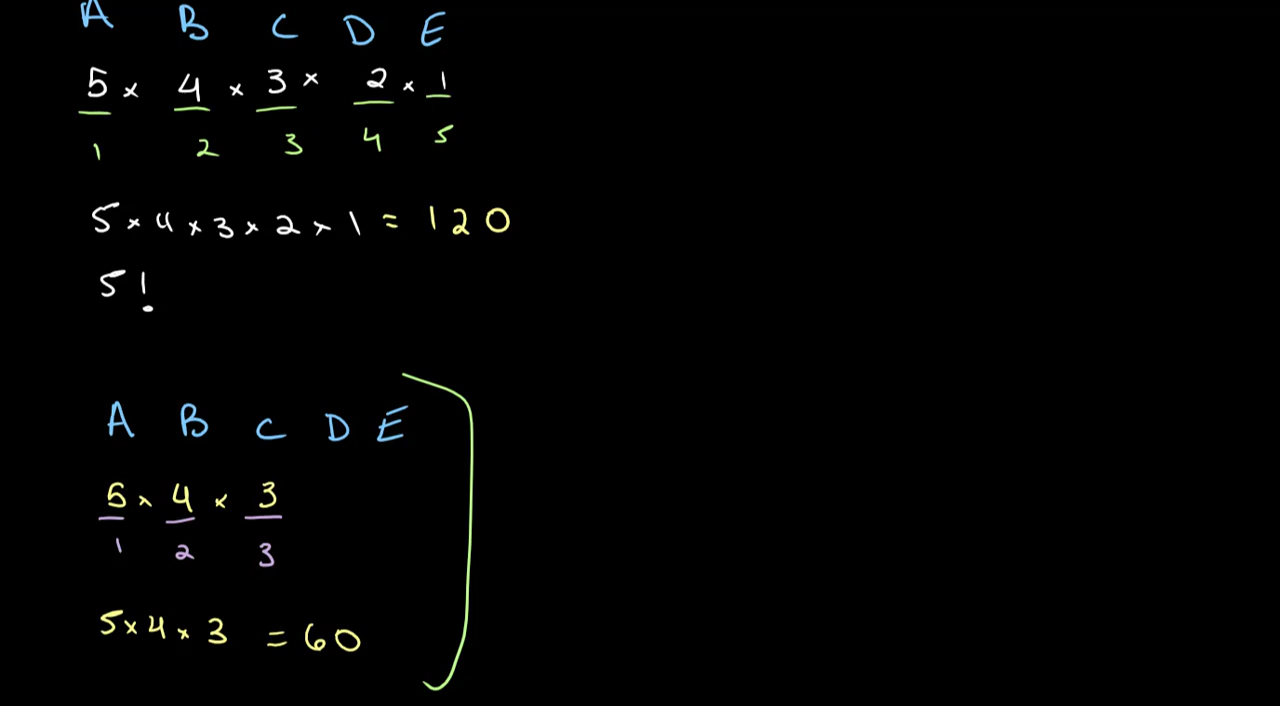 A B C D E
5 × 4 × 3 × 2 × 1
1 2 3 4 5
5 × 4 × 3 × 2 × 1 = 120
5!
A B C D E
5 × 4 × 3
1 2 3
5 × 4 × 3 = 60